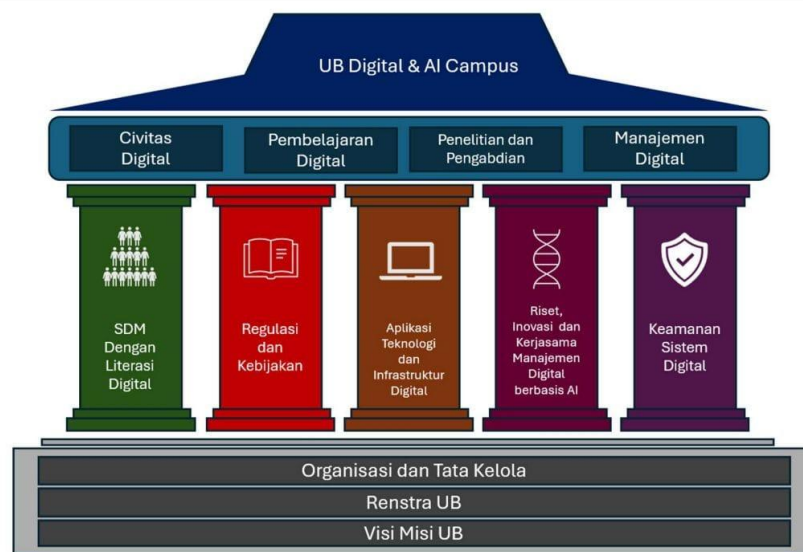 UB Digital & AI Campus
Civitas
Digital
Pembelajaran
Digital
Penelitian dan
Pengabdian
Manajemen
Digital
SDM
Dengan
Literasi
Digital
Regulasi
dan
Kebijakan
Aplikasi
Teknologi
dan
Infrastruktur
Digital
Riset,
Inovasi dan
Kerjasama
Manajemen
Digital
berbasis AI
Keamanan
Sistem
Digital
Organisasi dan Tata Kelola
Renstra UB
Visi Misi UB